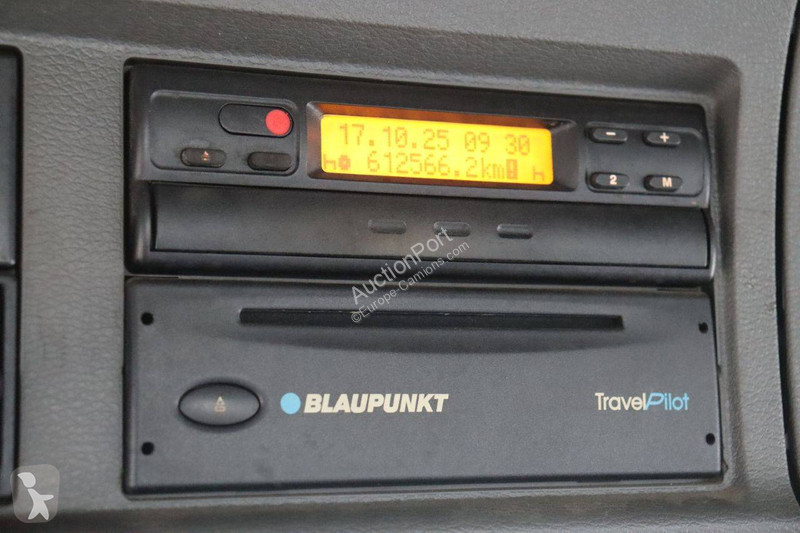 17.10.25 09 30
612566.2km!
- +
2 M
AuctionPort
©Europe-Camions.com
BLAUPUNKT TravelPilot